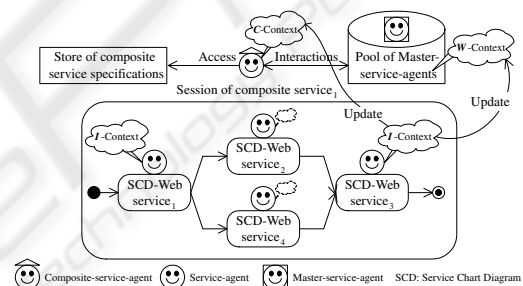 C-Context
W-Context
Store of composite
service specifications
Access
Interactions
Pool of Master-
service-agents
Session of composite service1
Update
Update
I-Context
I-Context
SCD-Web
service2
SCD-Web
service1
SCD-Web
service3
SCD-Web
service4
Composite-service-agent
Service-agent
Master-service-agent
SCD: Service Chart Diagram